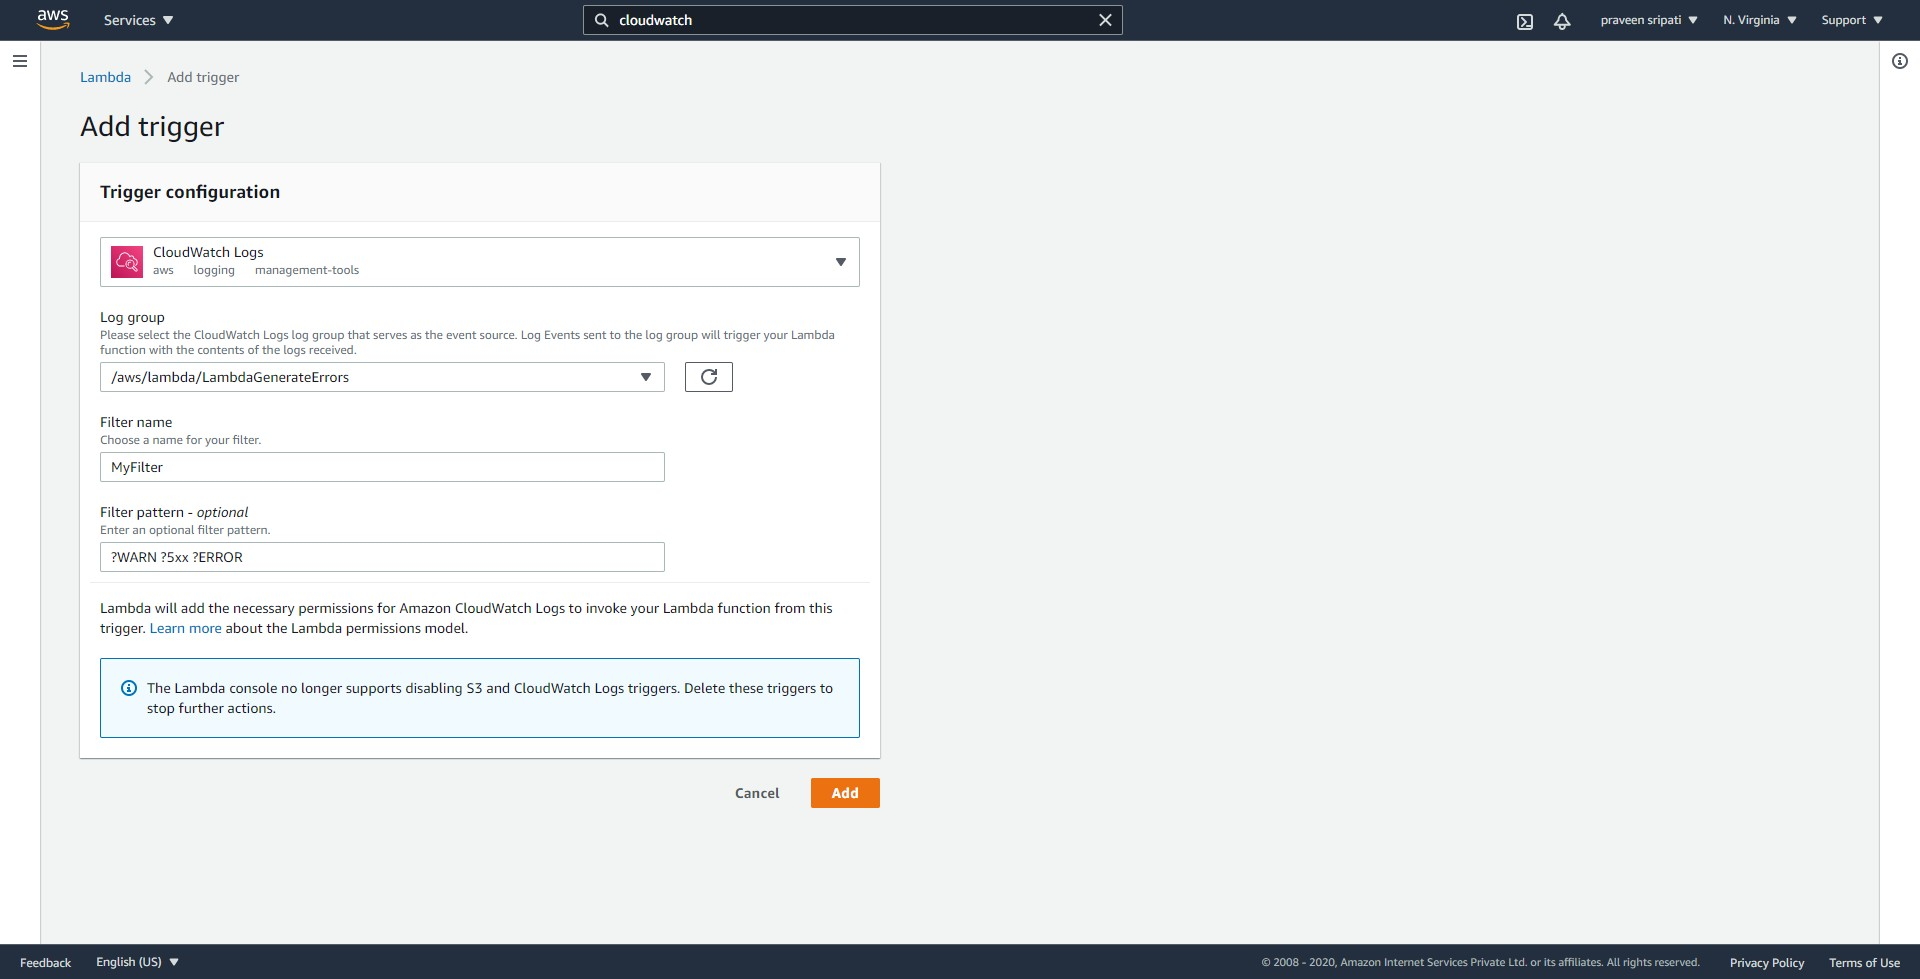 aws
Services
cloudwatch
praveen sripati
N. Virginia
Support
Lambda
Add trigger
Add trigger
Trigger configuration
CloudWatch Logs
aws logging management-tools
Log group
Please select the CloudWatch Logs log group that serves as the event source. Log Events sent to the log group will trigger your Lambda
function with the contents of the logs received.
/aws/lambda/LambdaGenerateErrors
Filter name
Choose a name for your filter.
MyFilter
Filter pattern - optional
Enter an optional filter pattern.
?WARN ?5xx ?ERROR
Lambda will add the necessary permissions for Amazon CloudWatch Logs to invoke your Lambda function from this
trigger. Learn more about the Lambda permissions model.
The Lambda console no longer supports disabling S3 and CloudWatch Logs triggers. Delete these triggers to
stop further actions.
Cancel
Add
Feedback
English (US)
© 2008 - 2020, Amazon Internet Services Private Ltd. or its affiliates. All rights reserved.
Privacy Policy
Terms of Use